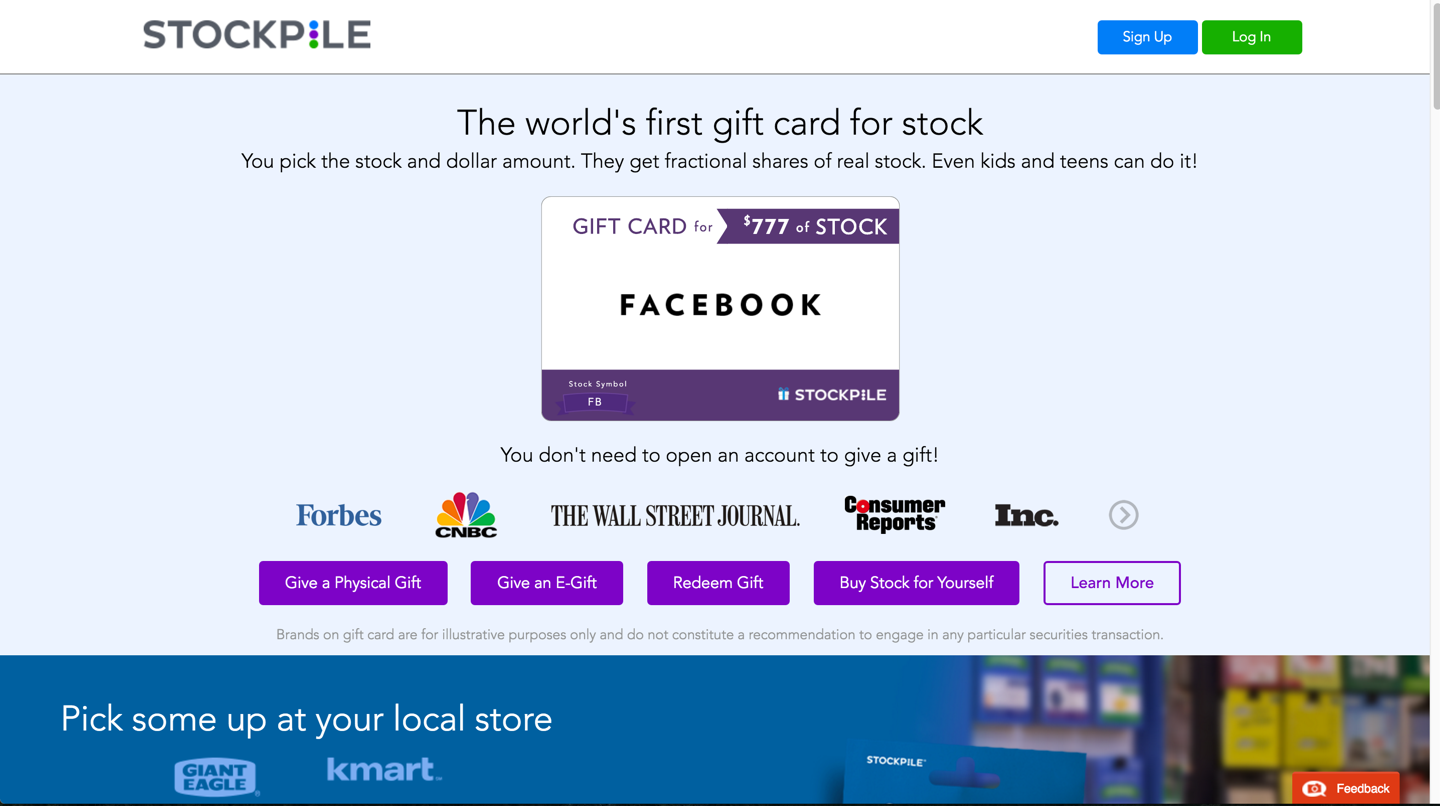 STOCKPILE
Sign Up
Log In
The world's first gift card for stock
You pick the stock and dollar amount. They get fractional shares of real stock. Even kids and teens can do it!
GIFT CARD for $777 of STOCK
FACEBOOK
Stock Symbol
FB
STOCKPILE
You don't need to open an account to give a gift!
Forbes
CNBC
THE WALL STREET JOURNAL.
Consumer Reports
Inc.
Give a Physical Gift
Give an E-Gift
Redeem Gift
Buy Stock for Yourself
Learn More
Brands on gift card are for illustrative purposes only and do not constitute a recommendation to engage in any particular securities transaction.
Pick some up at your local store
GIANT EAGLE
kmart
STOCKPILE
Feedback